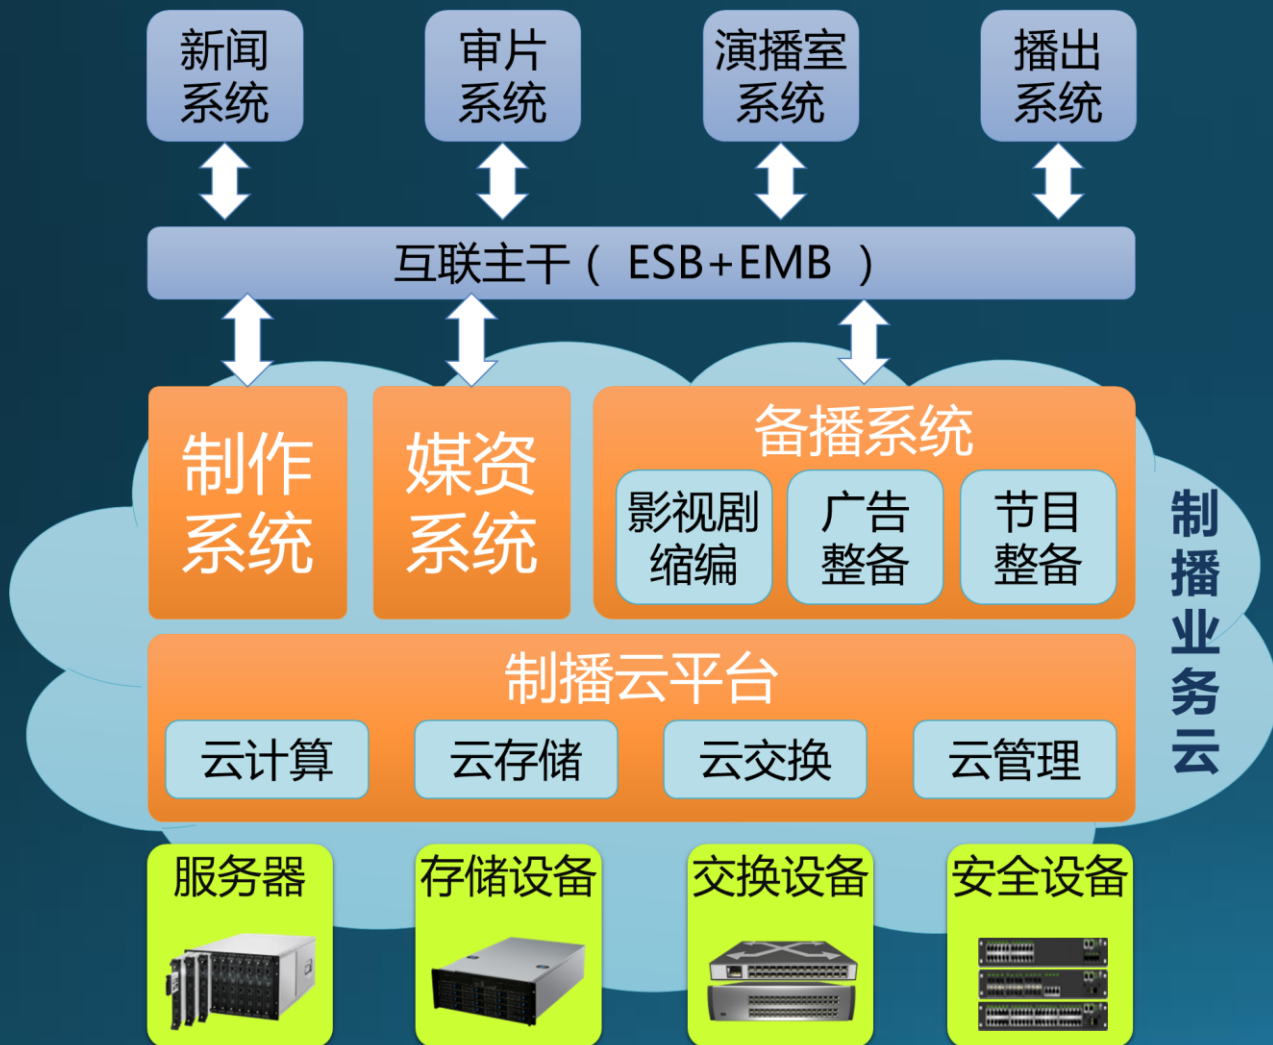 新闻
系统
审片
系统
演播室
系统
播出
系统
互联主干（ ESB+EMB ）
制作
系统
媒资
系统
备播系统
影视剧
缩编
广告
整备
节目
整备
制
播
业
务
云
制播云平台
云计算
云存储
云交换
云管理
服务器
存储设备
交换设备
安全设备